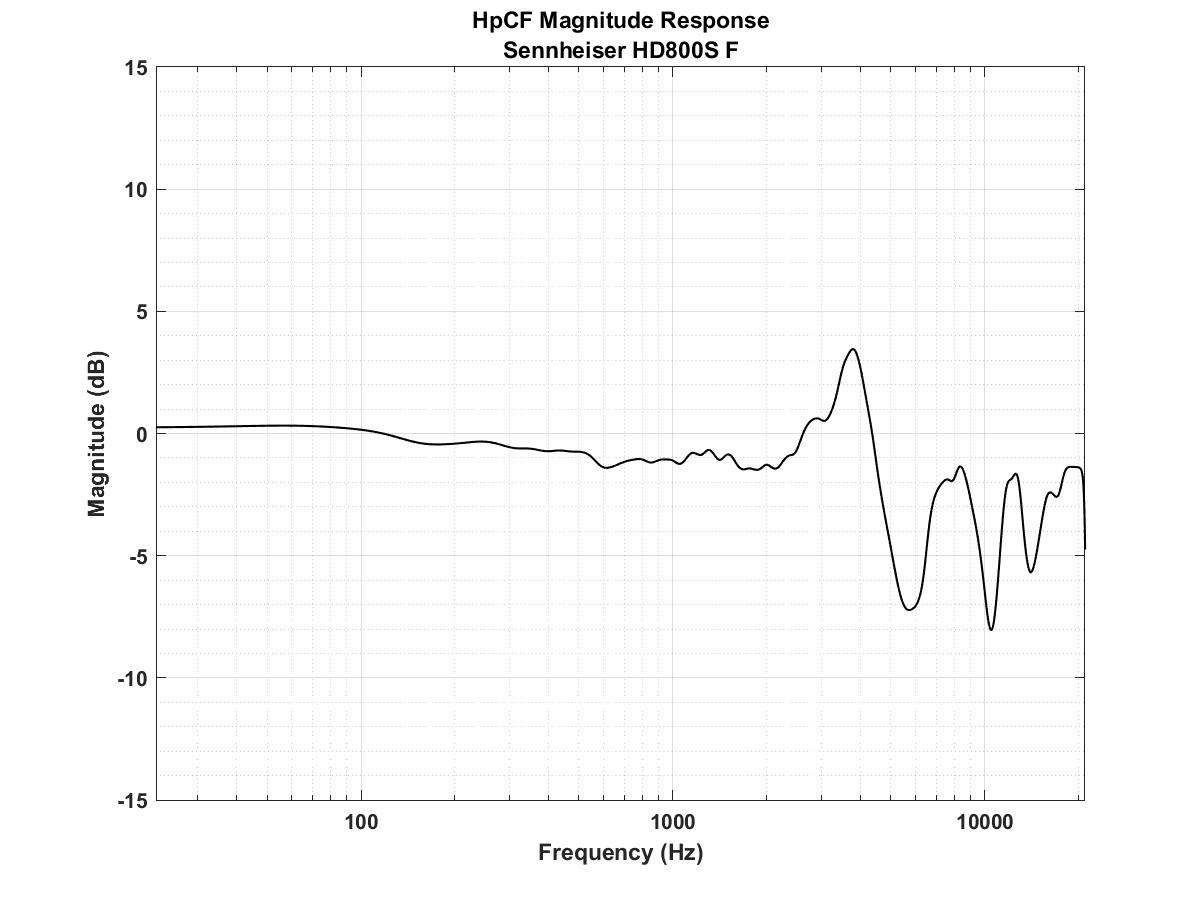 HpCF Magnitude Response
Sennheiser HD800S F
15
10
5
0
-5
-10
-15
Magnitude (dB)
100
1000
10000
Frequency (Hz)